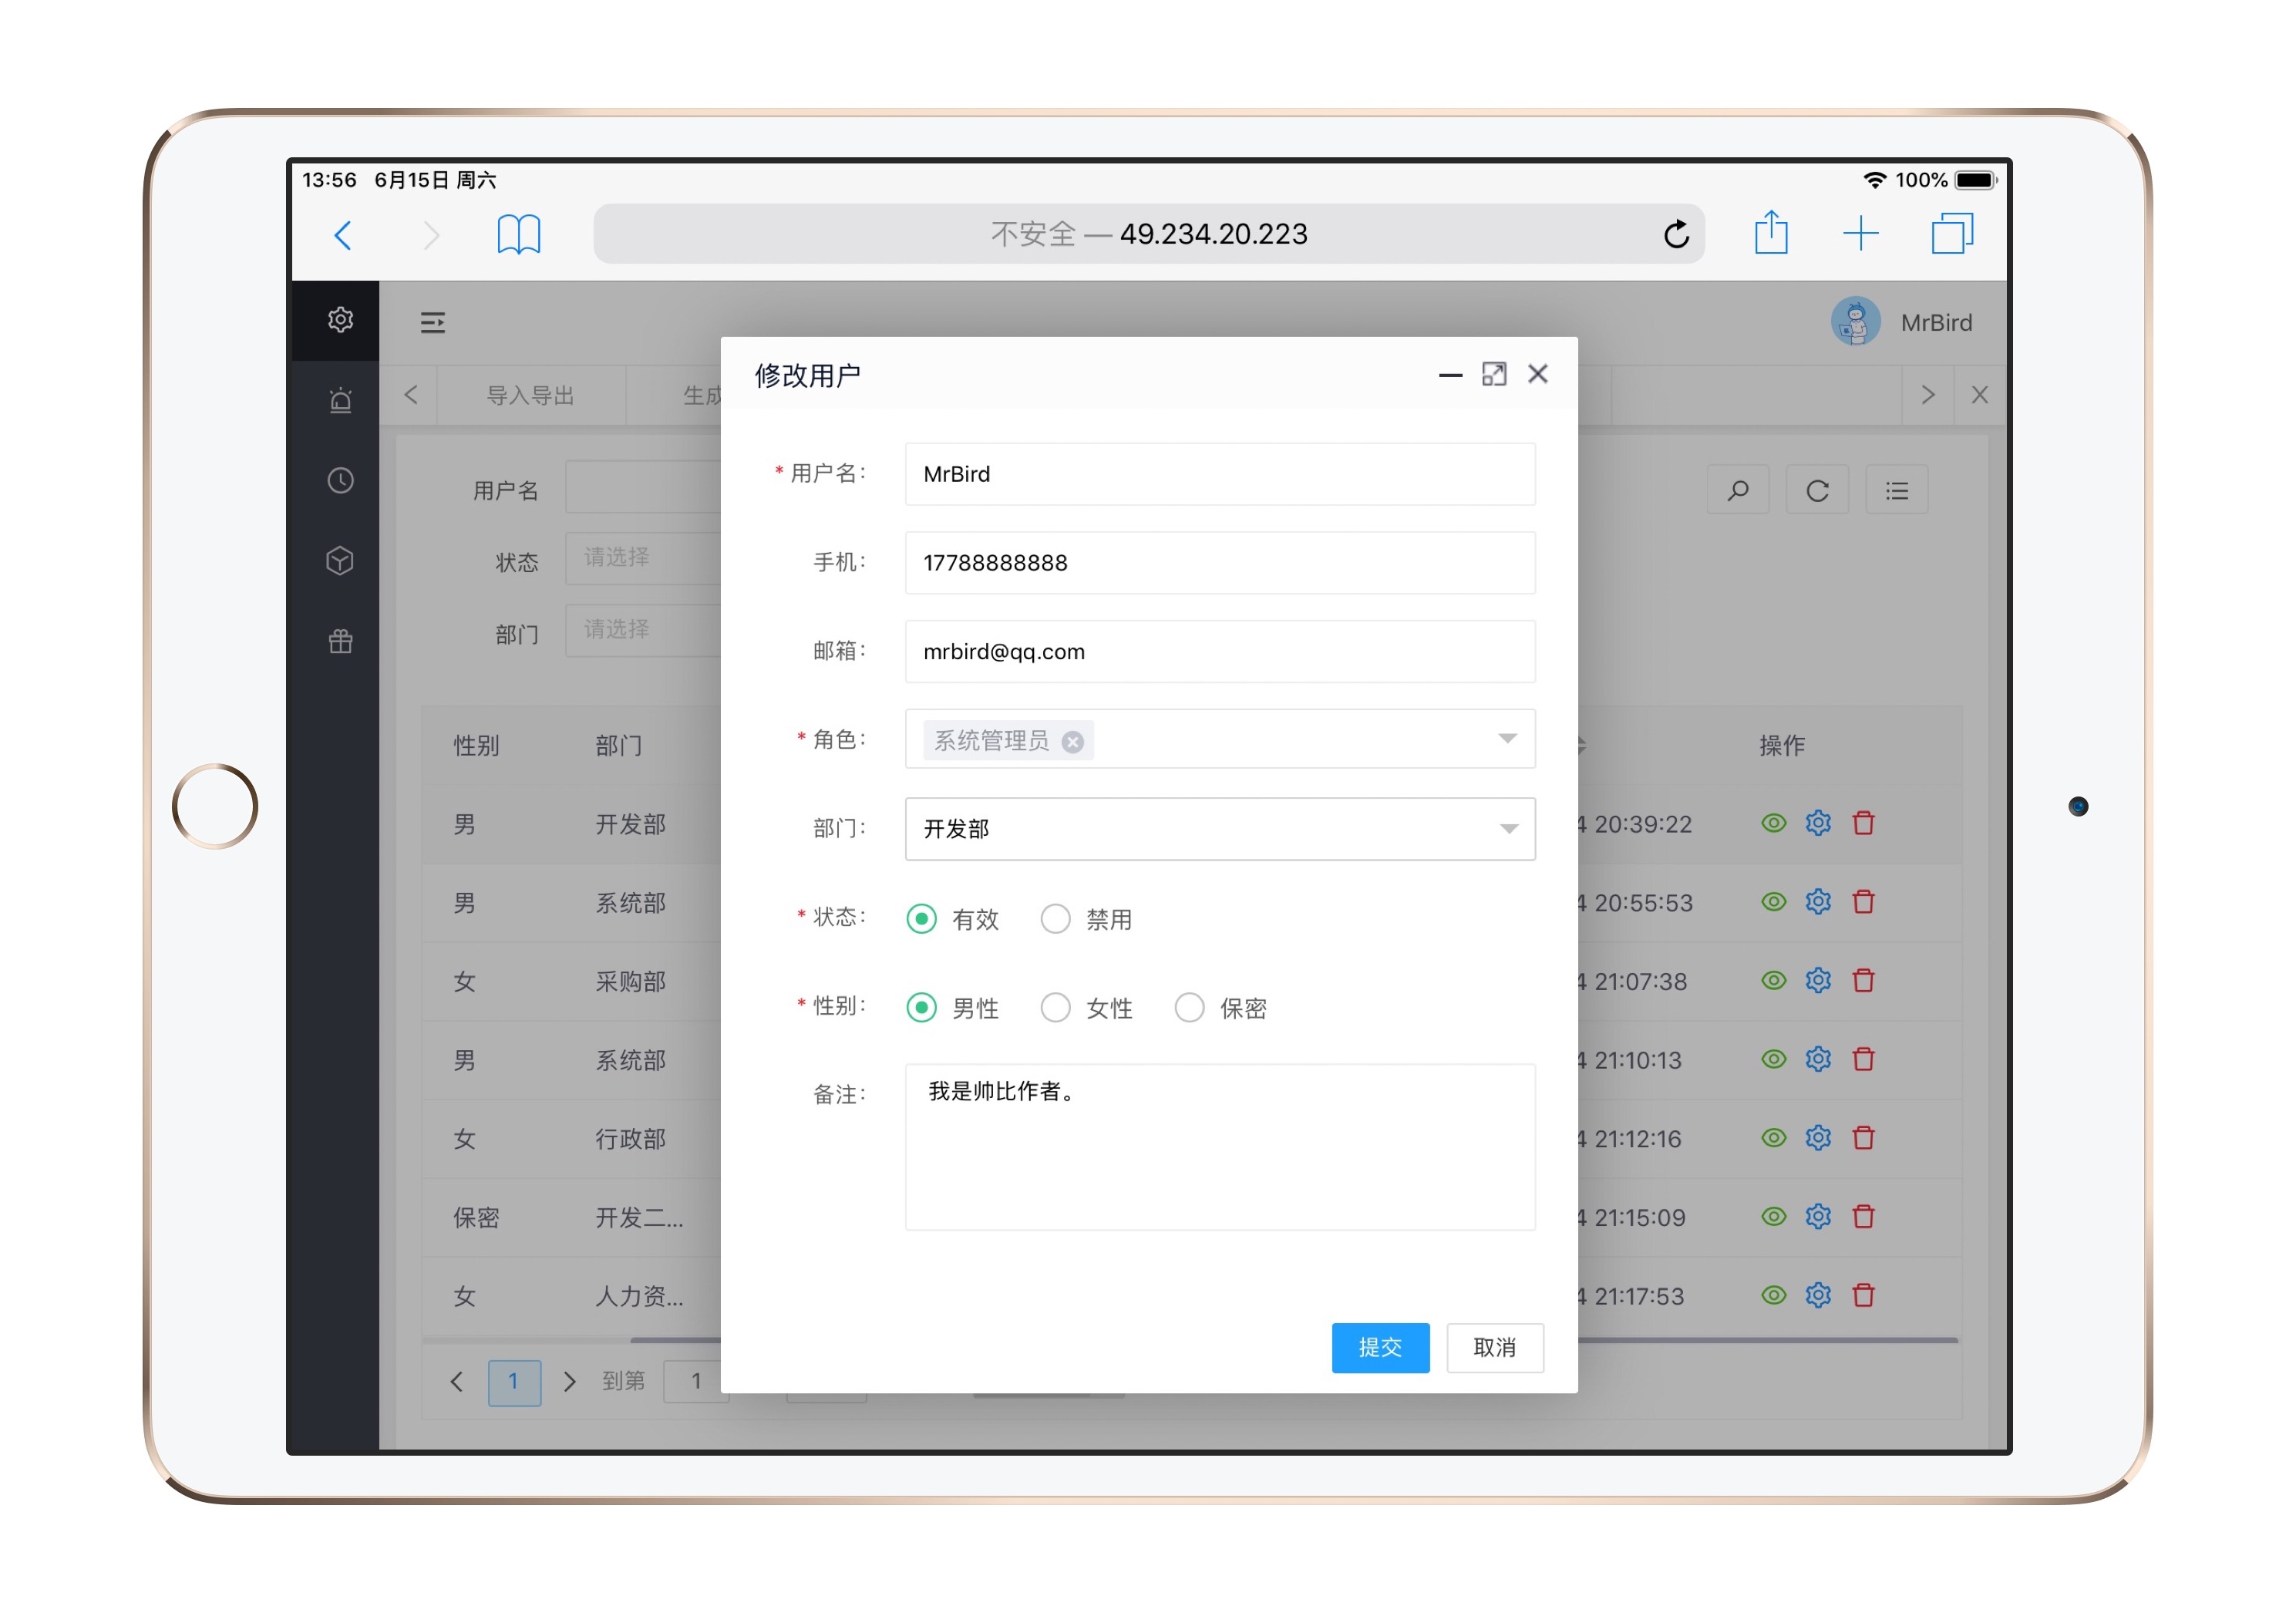 13:56 6月15日 周六
100%
不安全 — 49.234.20.223
MrBird
导入导出
生成
修改用户
* 用户名：
MrBird
手机：
17788888888
邮箱：
mrbird@qq.com
* 角色：
系统管理员
部门：
开发部
* 状态：
有效
禁用
* 性别：
男性
女性
保密
备注：
我是帅比作者。
提交
取消
用户名
状态
请选择
部门
请选择
性别 部门 操作
男 开发部 4 20:39:22
男 系统部 4 20:55:53
女 采购部 4 21:07:38
男 系统部 4 21:10:13
女 行政部 4 21:12:16
保密 开发二... 4 21:15:09
女 人力资... 4 21:17:53
1 到第 1